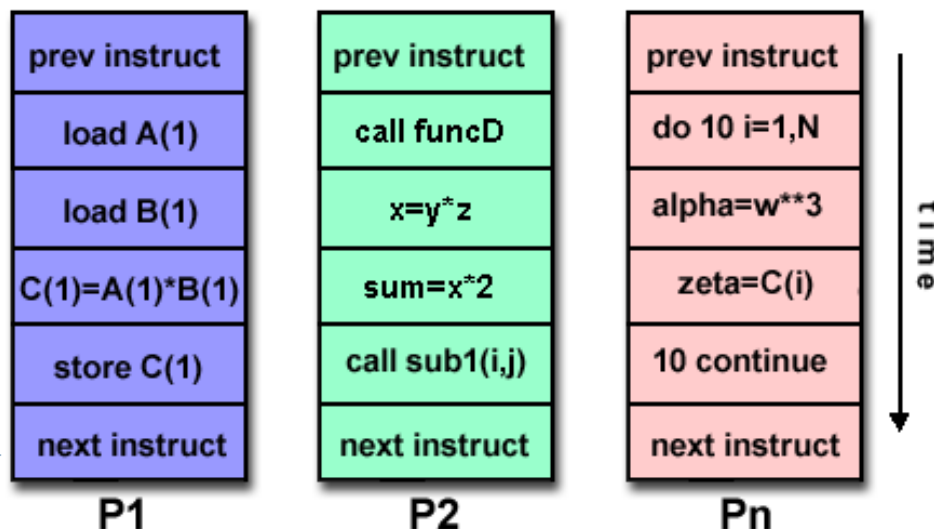 prev instruct
load A(1)
load B(1)
C(1)=A(1)*B(1)
store C(1)
next instruct
P1
prev instruct
call funcD
x=y*z
sum=x*2
call sub1(i,j)
next instruct
P2
prev instruct
do 10 i=1,N
alpha=w**3
zeta=C(i)
10 continue
next instruct
Pn
time